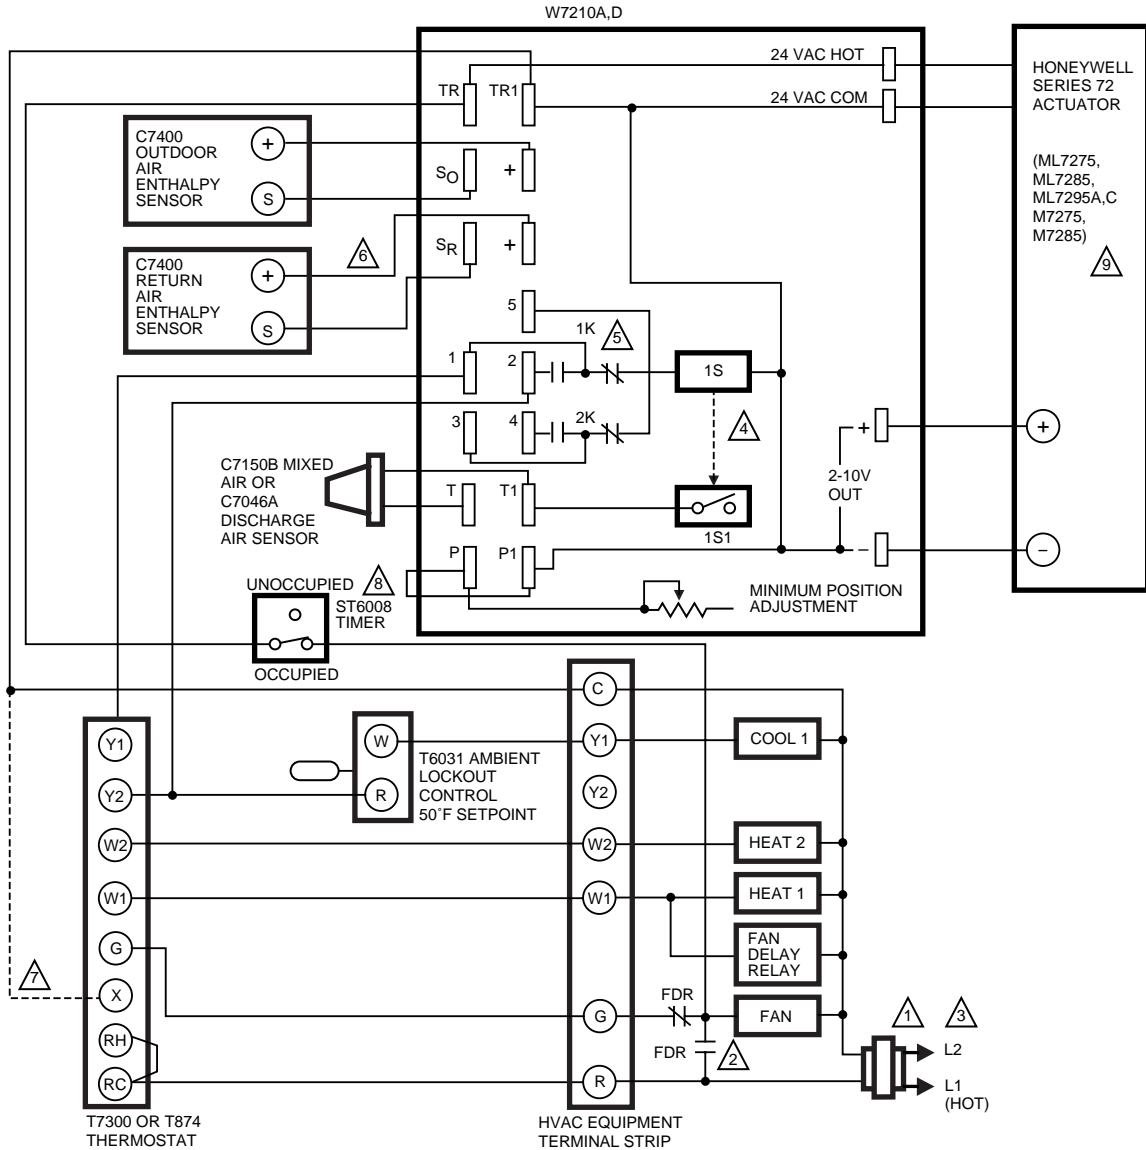 W7210A,D
24 VAC HOT
TR
TR1
24 VAC COM
HONEYWELL
SERIES 72
ACTUATOR
(ML7275,
ML7285,
ML7295A,C
M7275,
M7285)
9
C7400
OUTDOOR
AIR
ENTHALPY
SENSOR
+
S
SO
+
C7400
RETURN
AIR
ENTHALPY
SENSOR
+
S
6
SR
+
5
1K
5
1
2
1S
3
4
2K
4
+
+
2-10V
OUT
C7150B MIXED
AIR OR
C7046A
DISCHARGE
AIR SENSOR
T
T1
1S1
P
P1
−
−
8
MINIMUM POSITION
ADJUSTMENT
UNOCCUPIED
ST6008
TIMER
OCCUPIED
C
Y1
W
Y1
COOL 1
T6031 AMBIENT
LOCKOUT
CONTROL
50˚F SETPOINT
Y2
R
Y2
W2
W2
HEAT 2
W1
W1
HEAT 1
G
FAN
DELAY
RELAY
7
X
FDR
G
FAN
1
3
RH
FDR
2
L2
RC
R
L1
(HOT)
T7300 OR T874
THERMOSTAT
HVAC EQUIPMENT
TERMINAL STRIP